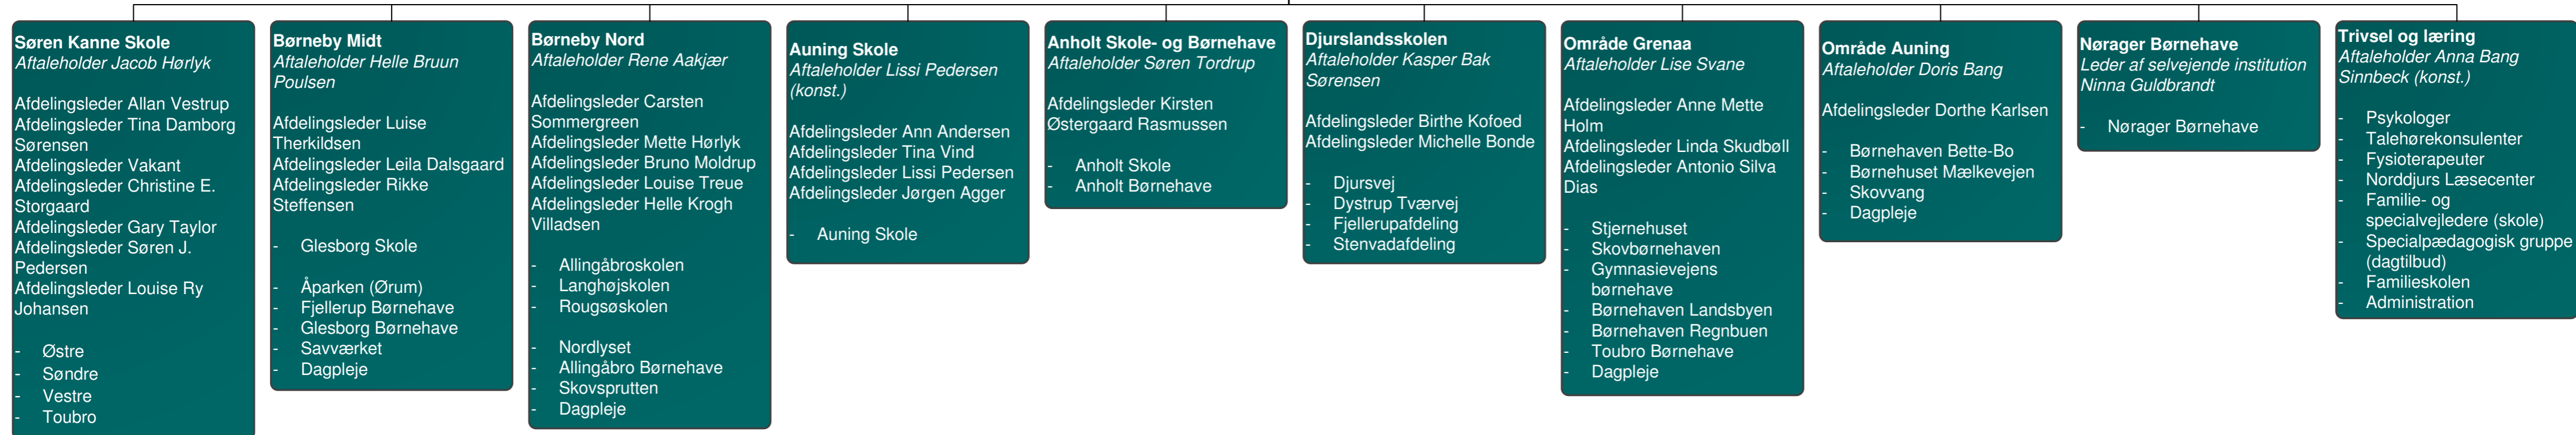 Søren Kanne Skole
Aftaleholder Jacob Hørlyk
Afdelingsleder Allan Vestrup
Afdelingsleder Tina Damborg
Sørensen
Afdelingsleder Vakant
Afdelingsleder Christine E.
Storgaard
Afdelingsleder Gary Taylor
Afdelingsleder Søren J.
Pedersen
Afdelingsleder Louise Ry
Johansen
- Østre
- Søndre
- Vestre
- Toubro
Børneby Midt
Aftaleholder Helle Bruun
Poulsen
Afdelingsleder Luise
Therkildsen
Afdelingsleder Leila Dalsgaard
Afdelingsleder Rikke
Steffensen
- Glesborg Skole
- Åparken (Ørum)
- Fjellerup Børnehave
- Glesborg Børnehave
- Savværket
- Dagpleje
Børneby Nord
Aftaleholder Rene Aakjær
Afdelingsleder Carsten
Sommergreen
Afdelingsleder Mette Hørlyk
Afdelingsleder Bruno Moldrup
Afdelingsleder Louise Treue
Afdelingsleder Helle Krogh
Villadsen
- Allingåbroskolen
- Langhøjskolen
- Rougsøskolen
- Nordlyset
- Allingåbro Børnehave
- Skovsprutten
- Dagpleje
Auning Skole
Aftaleholder Lissi Pedersen
(konst.)
Afdelingsleder Ann Andersen
Afdelingsleder Tina Vind
Afdelingsleder Lissi Pedersen
Afdelingsleder Jørgen Agger
- Auning Skole
Anholt Skole- og Børnehave
Aftaleholder Søren Tordrup
Afdelingsleder Kirsten
Østergaard Rasmussen
- Anholt Skole
- Anholt Børnehave
Djurslandsskolen
Aftaleholder Kasper Bak
Sørensen
Afdelingsleder Birthe Kofoed
Afdelingsleder Michelle Bonde
- Djursvej
- Dystrup Tværvej
- Fjellerupafdeling
- Stenvadafdeling
Område Grenaa
Aftaleholder Lise Svane
Afdelingsleder Anne Mette
Holm
Afdelingsleder Linda Skudbøll
Afdelingsleder Antonio Silva
Dias
- Stjernehuset
- Skovbørnehaven
- Gymnasievejens
børnehave
- Børnehaven Landsbyen
- Børnehaven Regnbuen
- Toubro Børnehave
- Dagpleje
Område Auning
Aftaleholder Doris Bang
Afdelingsleder Dorthe Karlsen
- Børnehaven Bette-Bo
- Børnehuset Mælkevejen
- Skovvang
- Dagpleje
Nørager Børnehave
Leder af selvejende institution
Ninna Guldbrandt
- Nørager Børnehave
Trivsel og læring
Aftaleholder Anna Bang
Sinnbeck (konst.)
- Psykologer
- Talehørekonsulenter
- Fysioterapeuter
- Norddjurs Læsecenter
- Familie- og
specialvejledere (skole)
- Specialpædagogisk gruppe
(dagtilbud)
- Familieskolen
- Administration